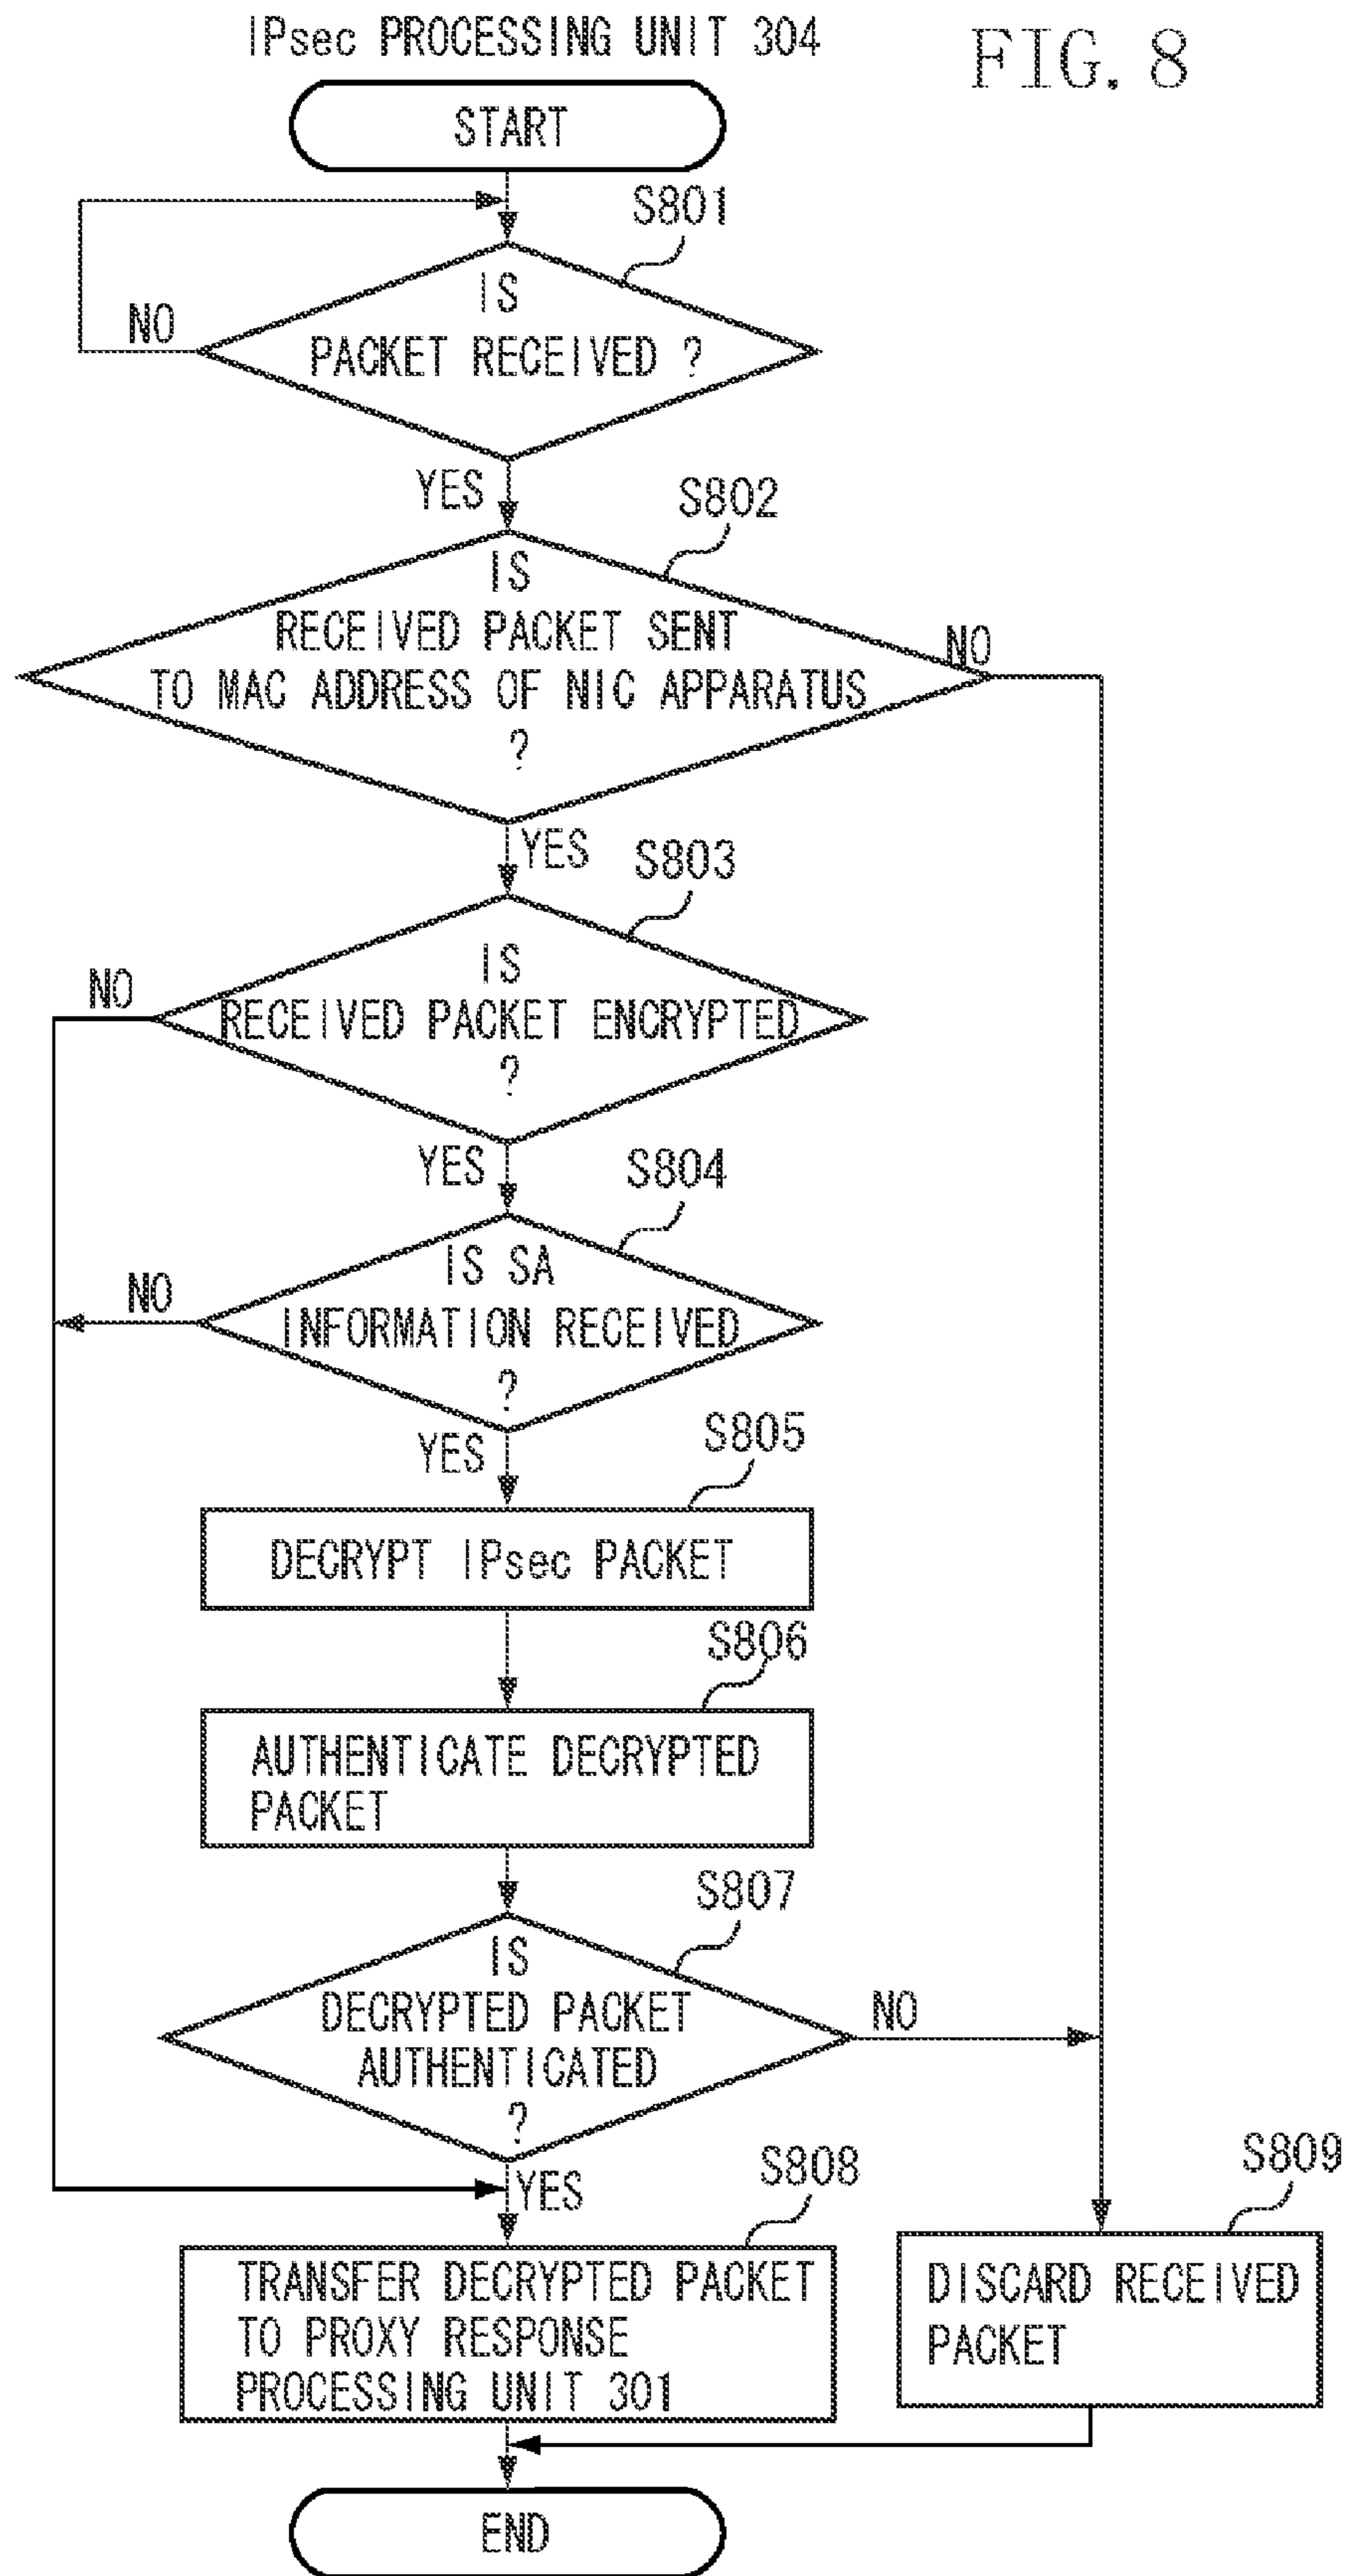 IPsec PROCESSING UNIT 304
FIG. 8
START
S801
IS
PACKET RECEIVED ?
NO
YES
S802
IS
RECEIVED PACKET SENT
TO MAC ADDRESS OF NIC APPARATUS
?
NO
YES
S803
IS
RECEIVED PACKET ENCRYPTED
?
NO
YES
S804
IS SA
INFORMATION RECEIVED
?
NO
YES
S805
DECRYPT IPsec PACKET
S806
AUTHENTICATE DECRYPTED
PACKET
S807
IS
DECRYPTED PACKET
AUTHENTICATED
?
NO
YES
S808
TRANSFER DECRYPTED PACKET
TO PROXY RESPONSE
PROCESSING UNIT 301
S809
DISCARD RECEIVED
PACKET
END